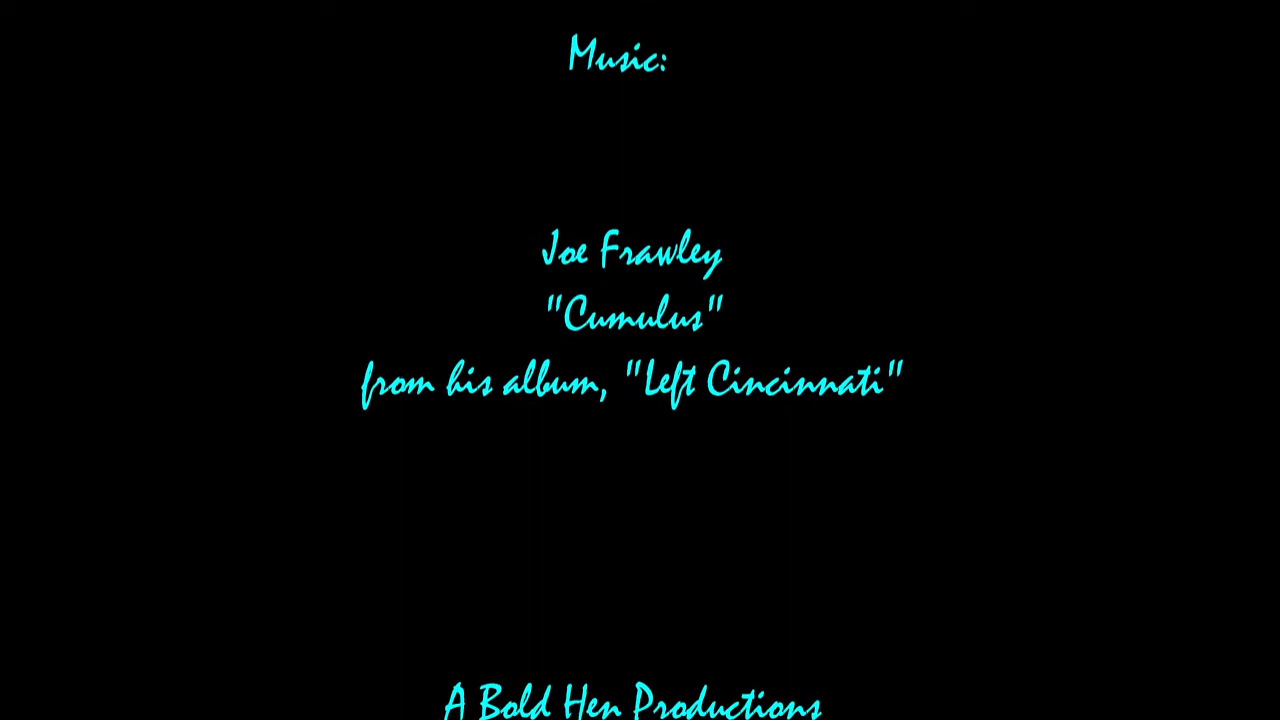 Music:
Joe Frawley
"Cumulus"
from his album, "Left Cincinnati"
A Bold Hen Productions